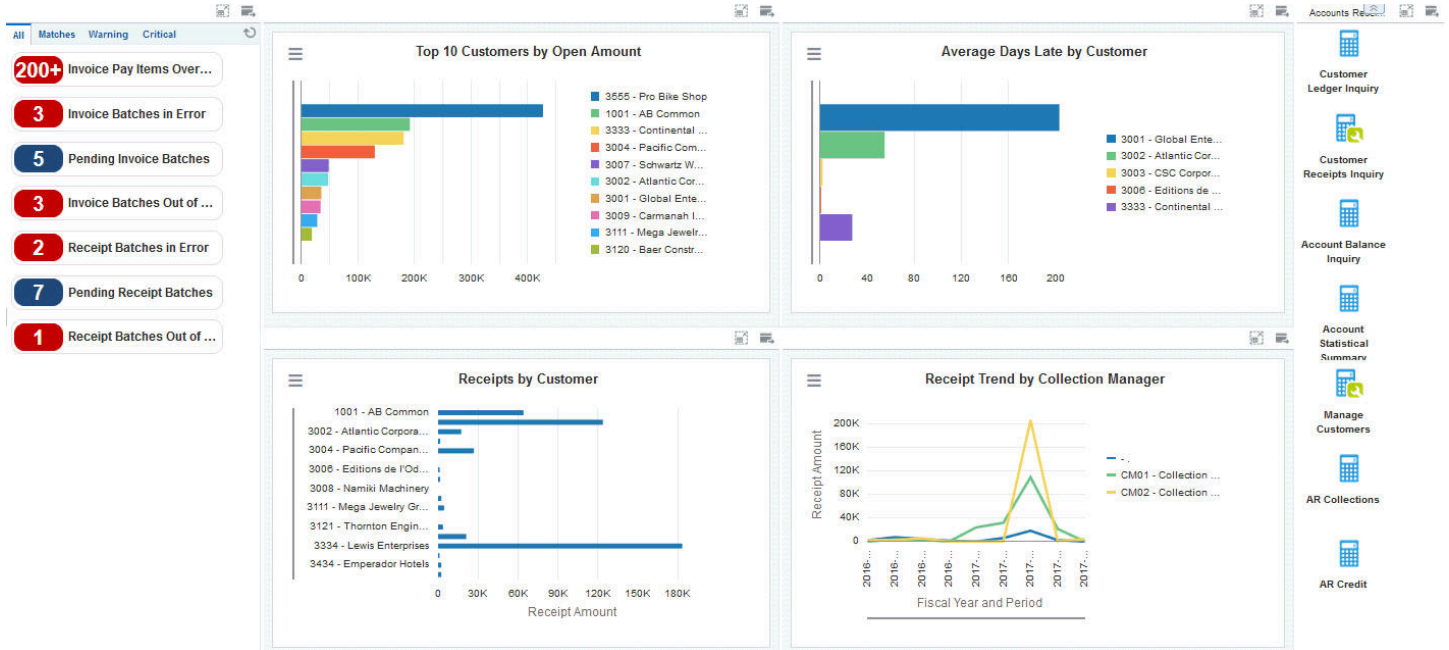 All Matches Warning Critical
200+ Invoice Pay Items Over...
3 Invoice Batches in Error
5 Pending Invoice Batches
3 Invoice Batches Out of ...
2 Receipt Batches in Error
7 Pending Receipt Batches
1 Receipt Batches Out of ...
Top 10 Customers by Open Amount
3555 - Pro Bike Shop
1001 - AB Common
3333 - Continental ...
3004 - Pacific Com...
3007 - Schwartz W...
3002 - Atlantic Cor...
3001 - Global Ente...
3009 - Carmanah I...
3111 - Mega Jewelr...
3120 - Baer Constr...
0 100K 200K 300K 400K
Average Days Late by Customer
3001 - Global Ente...
3002 - Atlantic Cor...
3003 - CSC Corpor...
3006 - Editions de ...
3333 - Continental ...
0 40 80 120 160 200
Receipts by Customer
1001 - AB Common
3002 - Atlantic Corpora...
3004 - Pacific Compan...
3006 - Editions de l'Od...
3008 - Namiki Machinery
3111 - Mega Jewelry Gr...
3121 - Thornton Engin...
3334 - Lewis Enterprises
3434 - Emperador Hotels
0 30K 60K 90K 120K 150K 180K
Receipt Amount
Receipt Trend by Collection Manager
Receipt Amount
200K
160K
120K
80K
40K
0
- .
CM01 - Collection ...
CM02 - Collection ...
2016-... 2016-... 2016-... 2016-... 2017-... 2017-... 2017-... 2017-... 2017-...
Fiscal Year and Period
Accounts
Customer
Ledger Inquiry
Customer
Receipts Inquiry
Account Balance
Inquiry
Account
Statistical
Summary
Manage
Customers
AR Collections
AR Credit